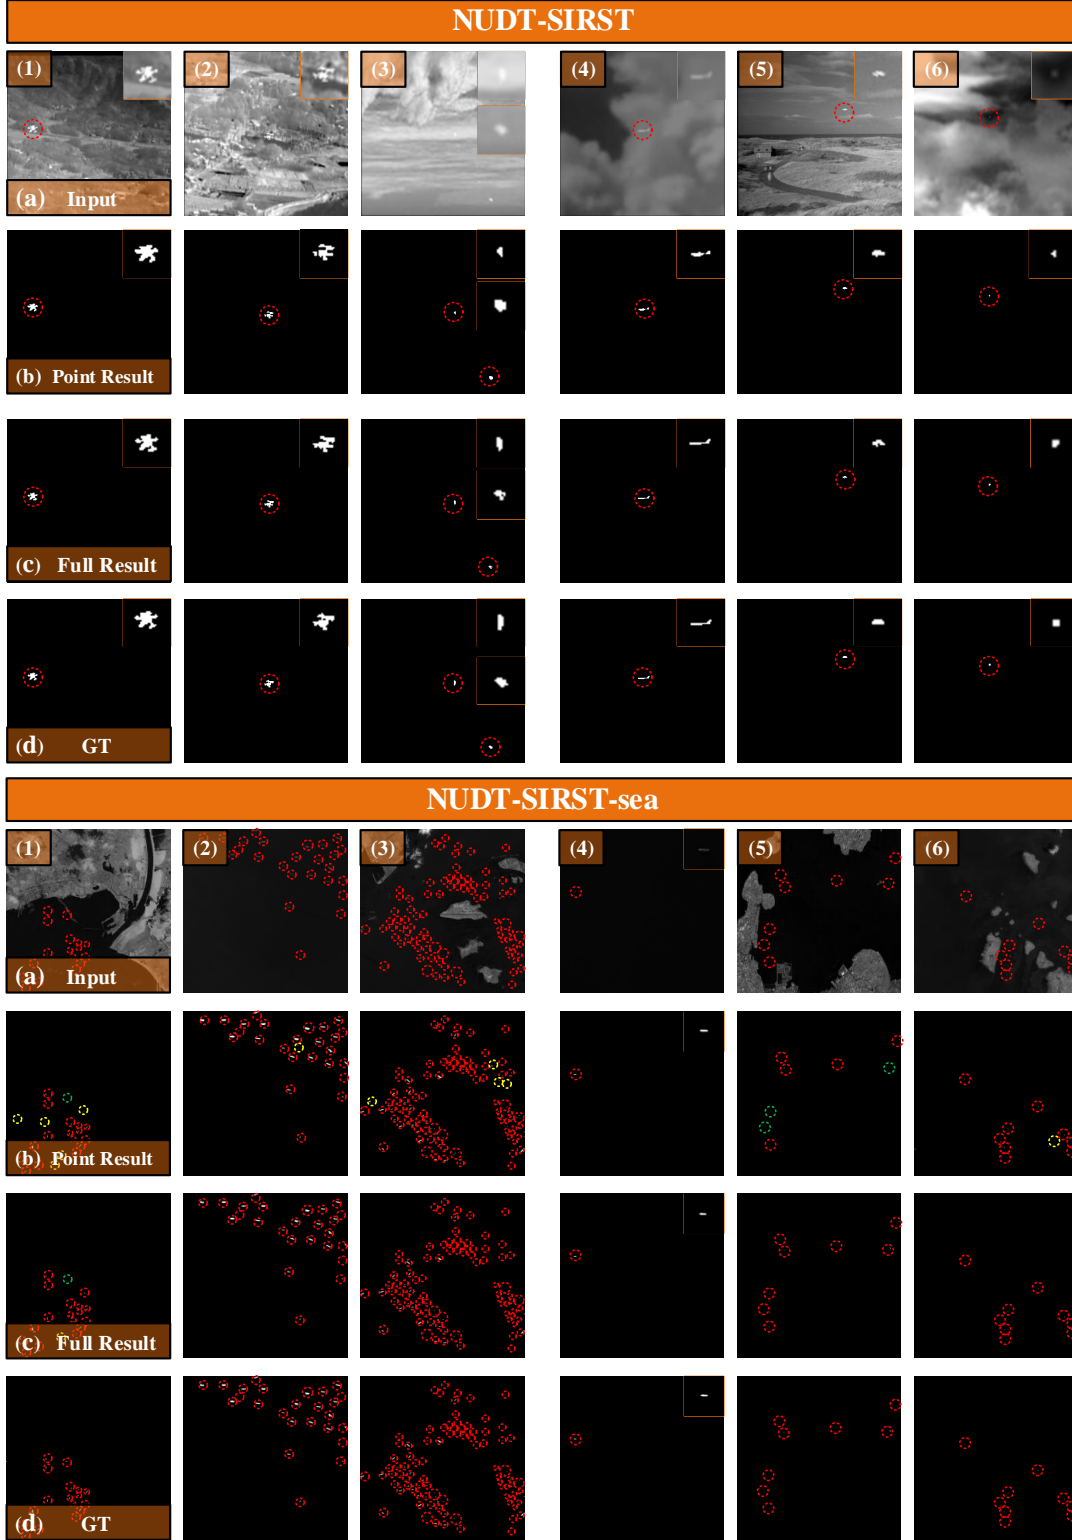 NUDT-SIRST
(1) (2) (3) (4) (5) (6)
(a) Input
(b) Point Result
(c) Full Result
(d) GT
NUDT-SIRST-sea
(1) (2) (3) (4) (5) (6)
(a) Input
(b) Point Result
(c) Full Result
(d) GT